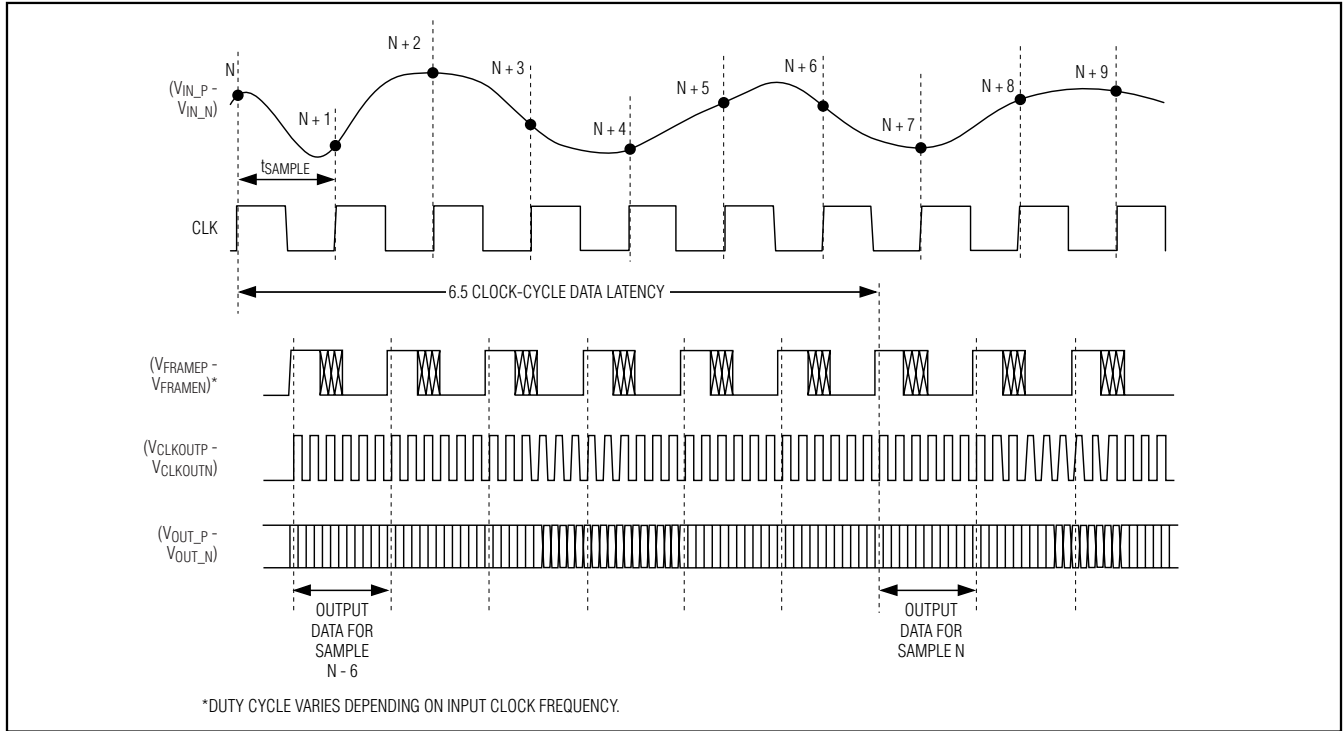 N
N + 1
N + 2
N + 3
N + 4
N + 5
N + 6
N + 7
N + 8
N + 9
(VIN_P -
VIN_N)
tSAMPLE
CLK
6.5 CLOCK-CYCLE DATA LATENCY
(VFRAMEP -
VFRAMEN)*
(VCLKOUTP -
VCLKOUTN)
(VOUT_P -
VOUT_N)
OUTPUT
DATA FOR
SAMPLE
N - 6
OUTPUT
DATA FOR
SAMPLE N
*DUTY CYCLE VARIES DEPENDING ON INPUT CLOCK FREQUENCY.